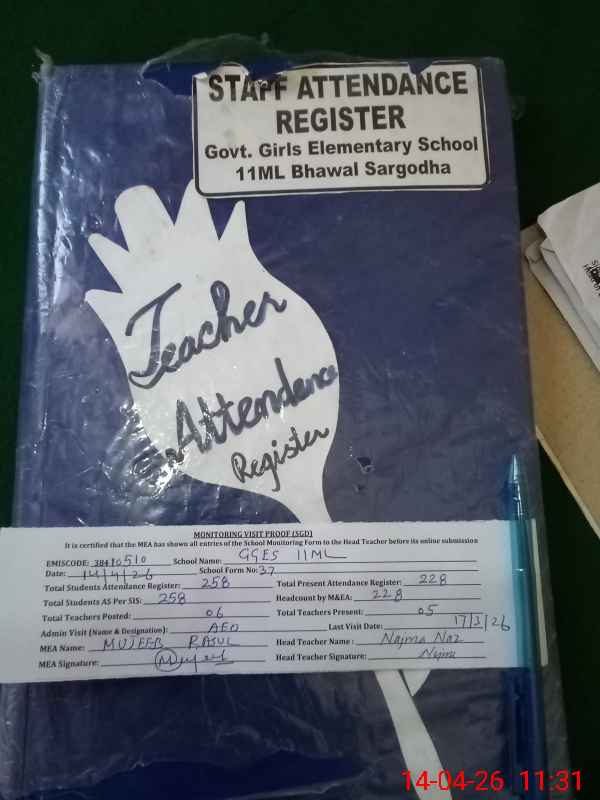 STAFF ATTENDANCE
REGISTER
Govt. Girls Elementary School
11ML Bhawal Sargodha
Teacher
Attendence
Register
MONITORING VISIT PROOF (SGD)
It is certified that the MEA has shown all entries of the School Monitoring Form to the Head Teacher before its online submission
EMISCODE: 38410510 School Name: GGES 11ML
Date: 14/4/26 School Form No: 37
Total Students Attendance Register: 258 Total Present Attendance Register: 228
Total Students AS Per SIS: 258 Headcount by M&EA: 228
Total Teachers Posted: 06 Total Teachers Present: 05
Admin Visit (Name & Designation): AEO Last Visit Date: 17/3/26
MEA Name: MUJEEB RASUL Head Teacher Name: Najma Naz
MEA Signature: Mujeeb Head Teacher Signature: Najma
14-04-26 11:31